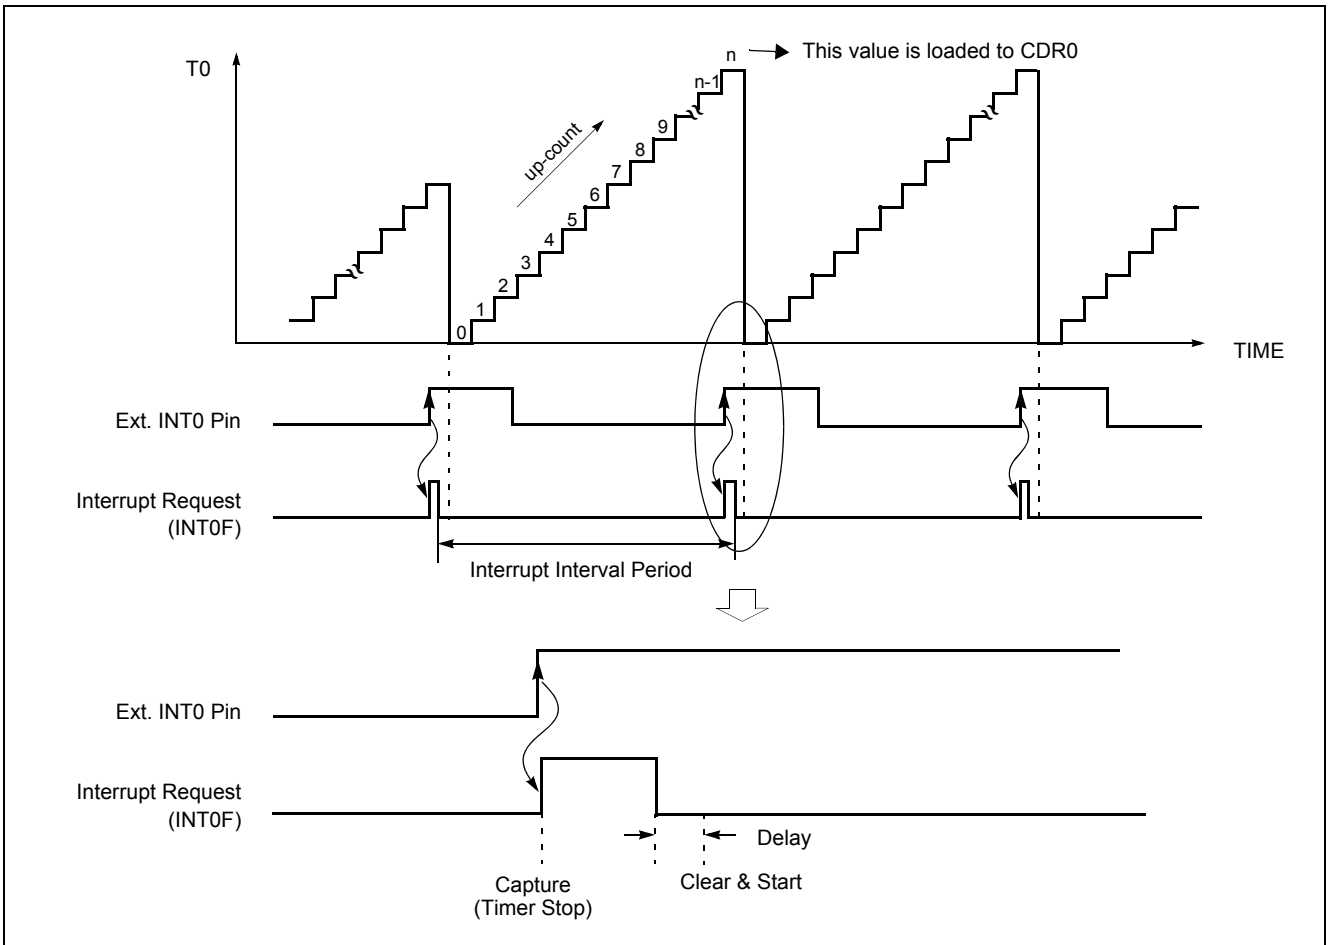 n
This value is loaded to CDR0
T0
n-1
up-count
9
8
7
6
5
4
3
2
1
0
TIME
Ext. INT0 Pin
Interrupt Request
(INT0F)
Interrupt Interval Period
Ext. INT0 Pin
Interrupt Request
(INT0F)
Delay
Capture
(Timer Stop)
Clear & Start